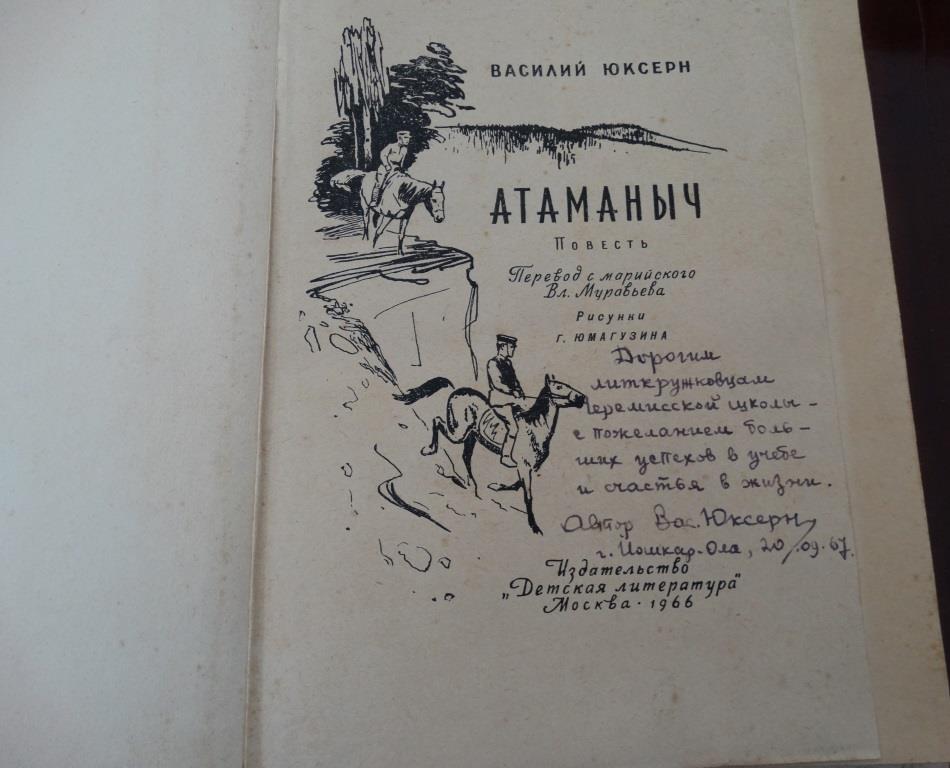 ВАСИЛИЙ ЮКСЕРН
АТАМАНЫЧ
ПОВЕСТЬ
Перевод с марийского
Вл. Муравьева
Рисунки
Г. ЮМАГУЗИНА
Дорогим
литкружковцам
Черемисской школы –
с пожеланием боль–
ших успехов в учебе
и счастья в жизни.
Автор Вас. Юксерн
г. Йошкар-Ола, 20/09.67.
Издательство
„Детская литература"
Москва · 1966